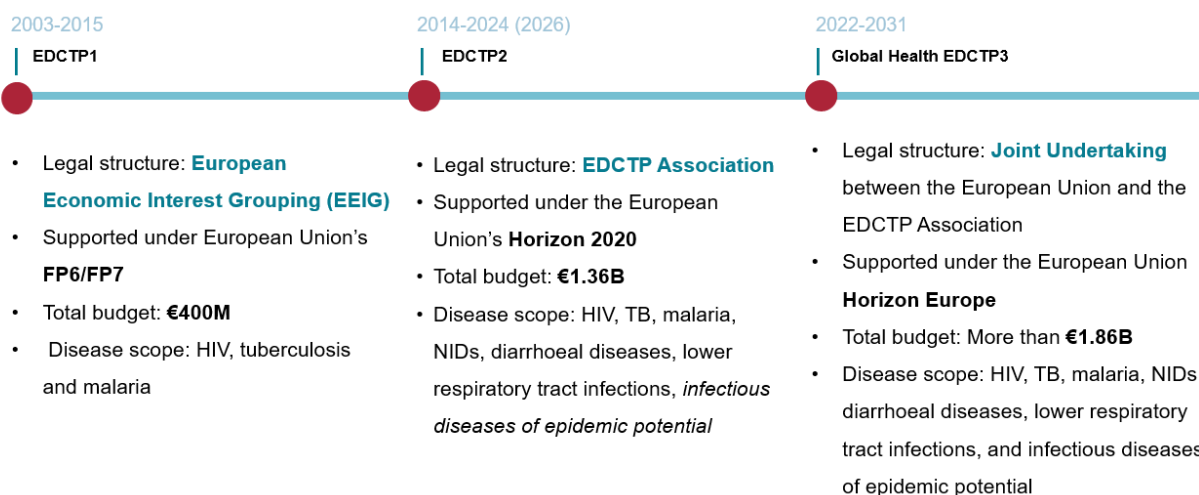 2003-2015
EDCTP1
• Legal structure: European
Economic Interest Grouping (EEIG)
• Supported under European Union’s
FP6/FP7
• Total budget: €400M
• Disease scope: HIV, tuberculosis
and malaria
2014-2024 (2026)
EDCTP2
• Legal structure: EDCTP Association
• Supported under the European
Union’s Horizon 2020
• Total budget: €1.36B
• Disease scope: HIV, TB, malaria,
NIDs, diarrhoeal diseases, lower
respiratory tract infections, infectious
diseases of epidemic potential
2022-2031
Global Health EDCTP3
• Legal structure: Joint Undertaking
between the European Union and the
EDCTP Association
• Supported under the European Union
Horizon Europe
• Total budget: More than €1.86B
• Disease scope: HIV, TB, malaria, NIDs
diarrhoeal diseases, lower respiratory
tract infections, and infectious diseases
of epidemic potential